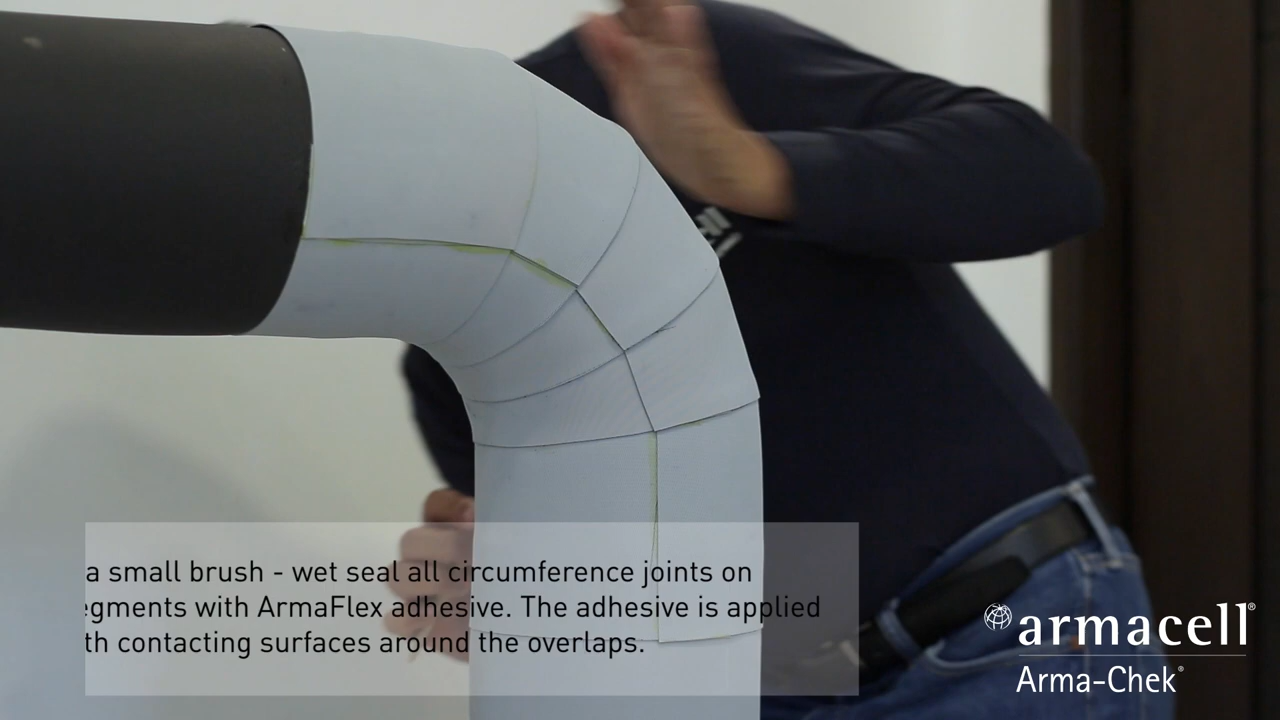 a small brush - wet seal all circumference joints on
egments with ArmaFlex adhesive. The adhesive is applied
th contacting surfaces around the overlaps.
armacell®
Arma-Chek®